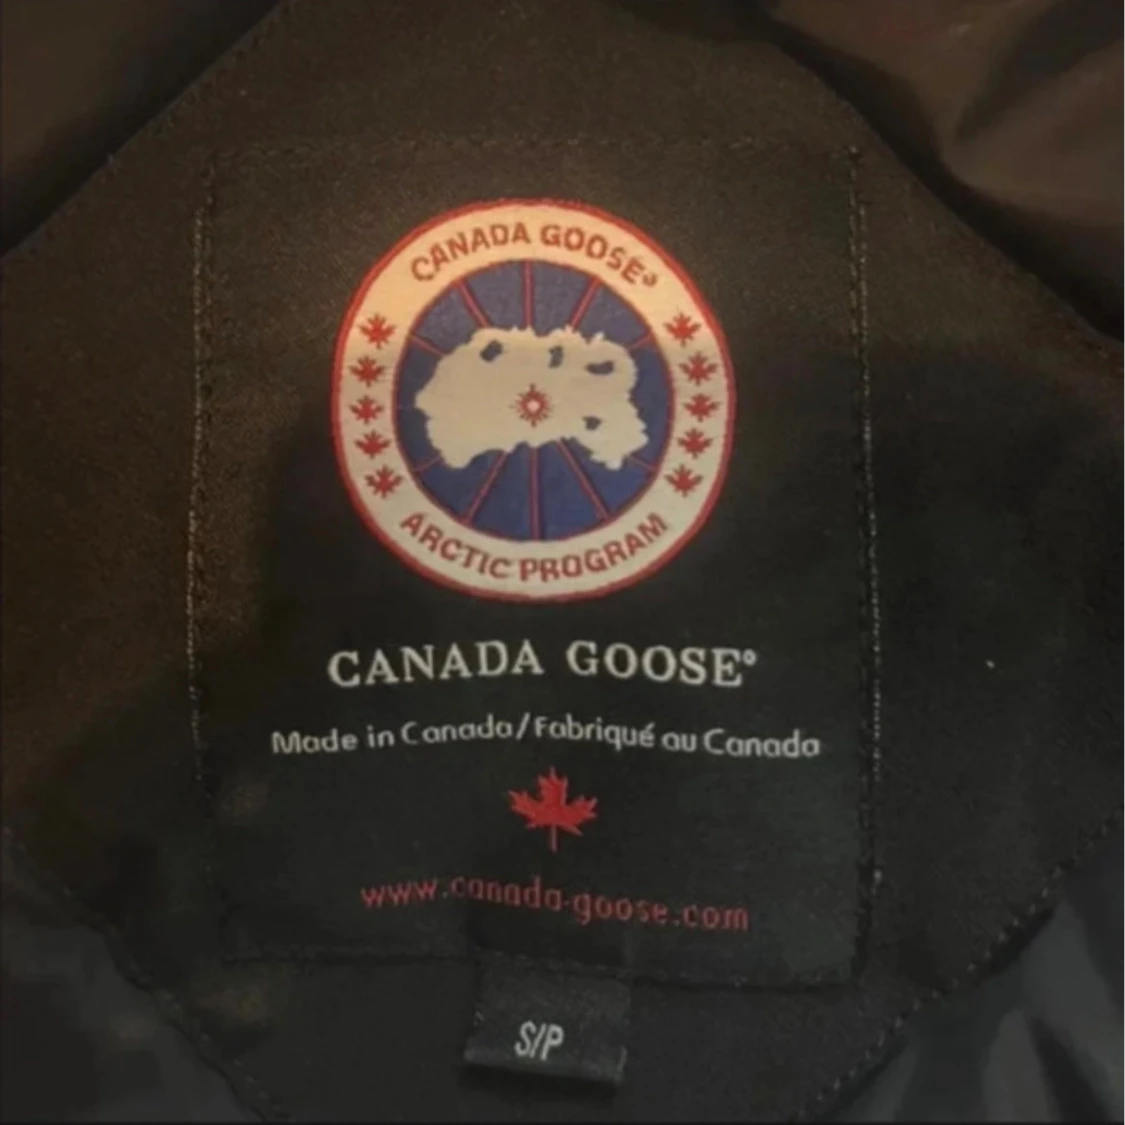 CANADA GOOSE®
ARCTIC PROGRAM
CANADA GOOSE®
Made in Canada/Fabriqué au Canada
www.canada-goose.com
S/P